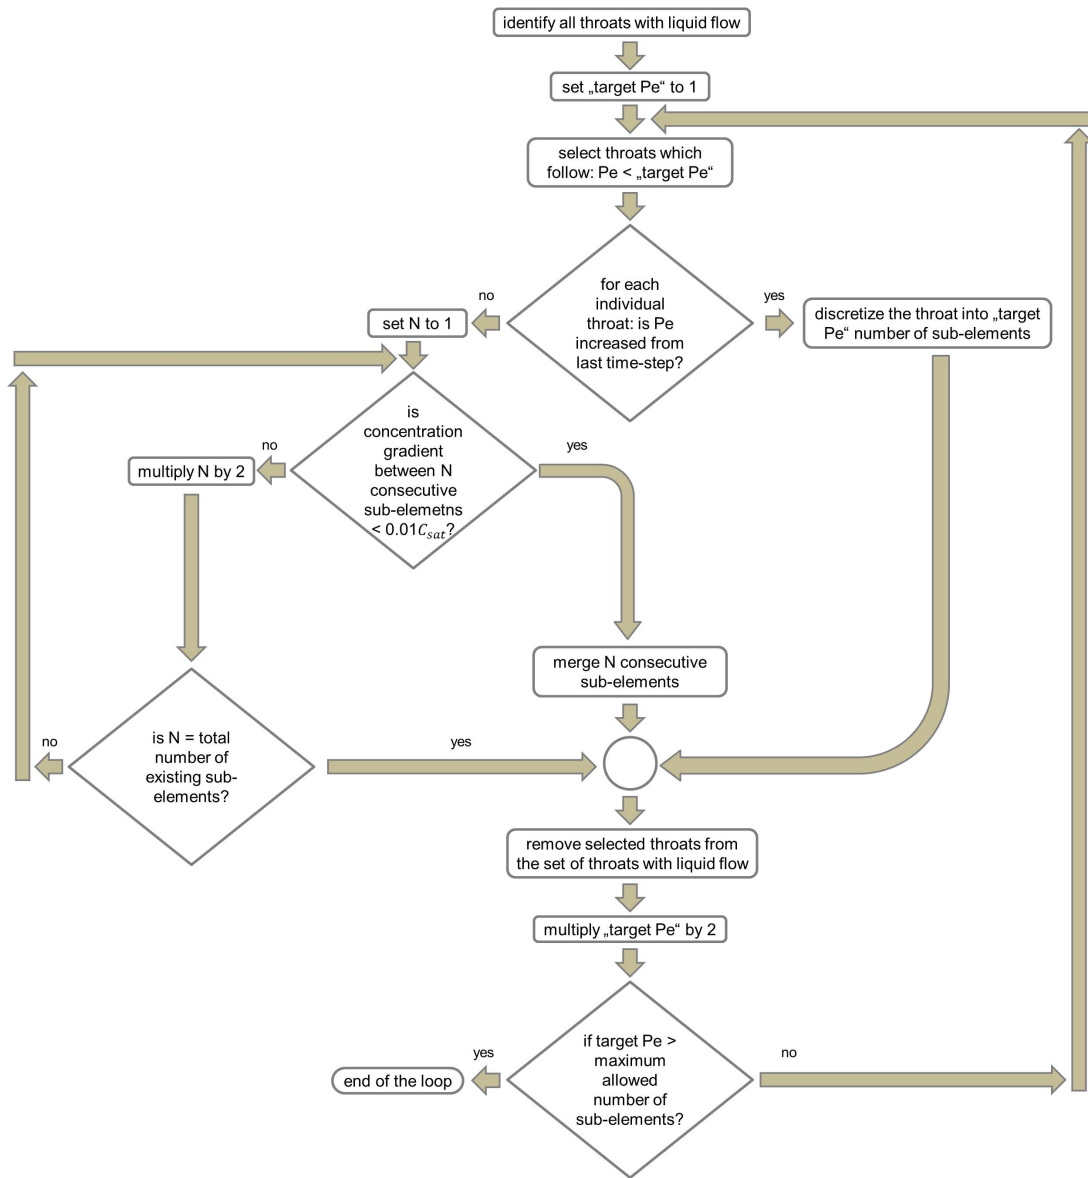 identify all throats with liquid flow
set „target Pe“ to 1
select throats which
follow: Pe < „target Pe“
for each
individual
throat: is Pe
increased from
last time-step?
no
yes
set N to 1
discretize the throat into „target
Pe“ number of sub-elements
is
concentration
gradient
between N
consecutive
sub-elemetns
< 0.01C_{sat}?
no
yes
multiply N by 2
merge N consecutive
sub-elements
is N = total
number of
existing sub-
elements?
no
yes
remove selected throats from
the set of throats with liquid flow
multiply „target Pe“ by 2
if target Pe >
maximum
allowed
number of
sub-elements?
yes
no
end of the loop